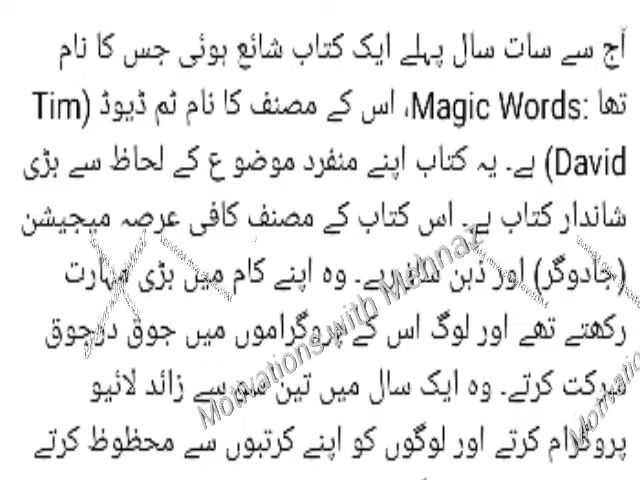 آج سے سات سال پہلے ایک کتاب شائع ہوئی جس کا نام
تھا :Magic Words، اس کے مصنف کا نام ٹم ڈیوڈ (Tim
David) ہے۔ یہ کتاب اپنے منفرد موضو ع کے لحاظ سے بڑی
شاندار کتاب ہے۔ اس کتاب کے مصنف کافی عرصہ میجیشن
(جادوگر) اور ذہن شناس رہے۔ وہ اپنے کام میں بڑی مہارت
رکھتے تھے اور لوگ اس کے پروگراموں میں جوق درجوق
شرکت کرتے۔ وہ ایک سال میں تین سو سے زائد لائیو
پروگرام کرتے اور لوگوں کو اپنے کرتبوں سے محظوظ کرتے
Motivations with Mehnaz